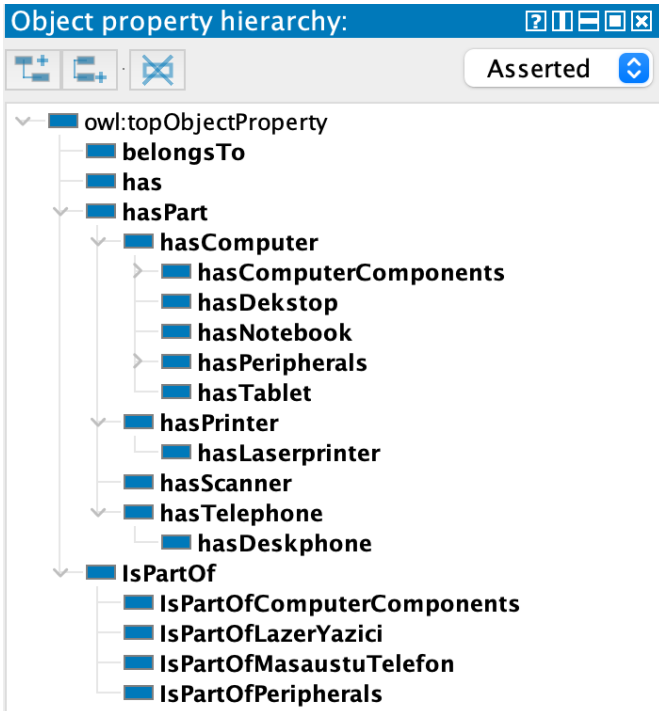 Object property hierarchy:
Asserted
owl:topObjectProperty
belongsTo
has
hasPart
hasComputer
hasComputerComponents
hasDekstop
hasNotebook
hasPeripherals
hasTablet
hasPrinter
hasLaserprinter
hasScanner
hasTelephone
hasDeskphone
IsPartOf
IsPartOfComputerComponents
IsPartOfLazerYazici
IsPartOfMasaustuTelefon
IsPartOfPeripherals